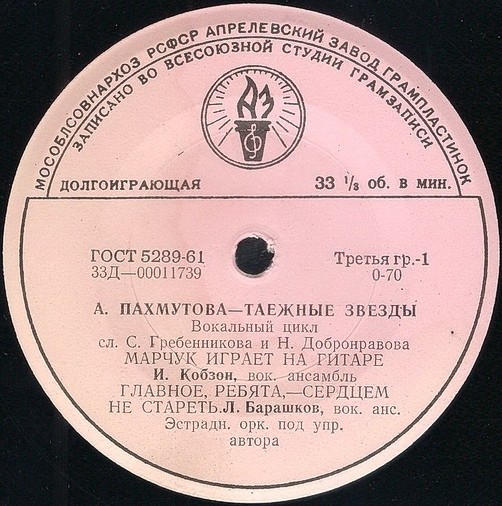 МОСОБЛСОВНАРХОЗ РСФСР АПРЕЛЕВСКИЙ ЗАВОД ГРАМПЛАСТИНОК
ЗАПИСАНО ВО ВСЕСОЮЗНОЙ СТУДИИ ГРАМЗАПИСИ
АЗ
ДОЛГОИГРАЮЩАЯ 33 1/3 об. в мин.
ГОСТ 5289-61 Третья гр.-1
33Д—00011739 0-70
А. ПАХМУТОВА—ТАЕЖНЫЕ ЗВЕЗДЫ
Вокальный цикл
сл. С. Гребенникова и Н. Добронравова
МАРЧУК ИГРАЕТ НА ГИТАРЕ
И. Кобзон, вок. ансамбль
ГЛАВНОЕ, РЕБЯТА,—СЕРДЦЕМ
НЕ СТАРЕТЬ.Л. Барашков, вок. анс.
Эстрадн. орк. под упр.
автора